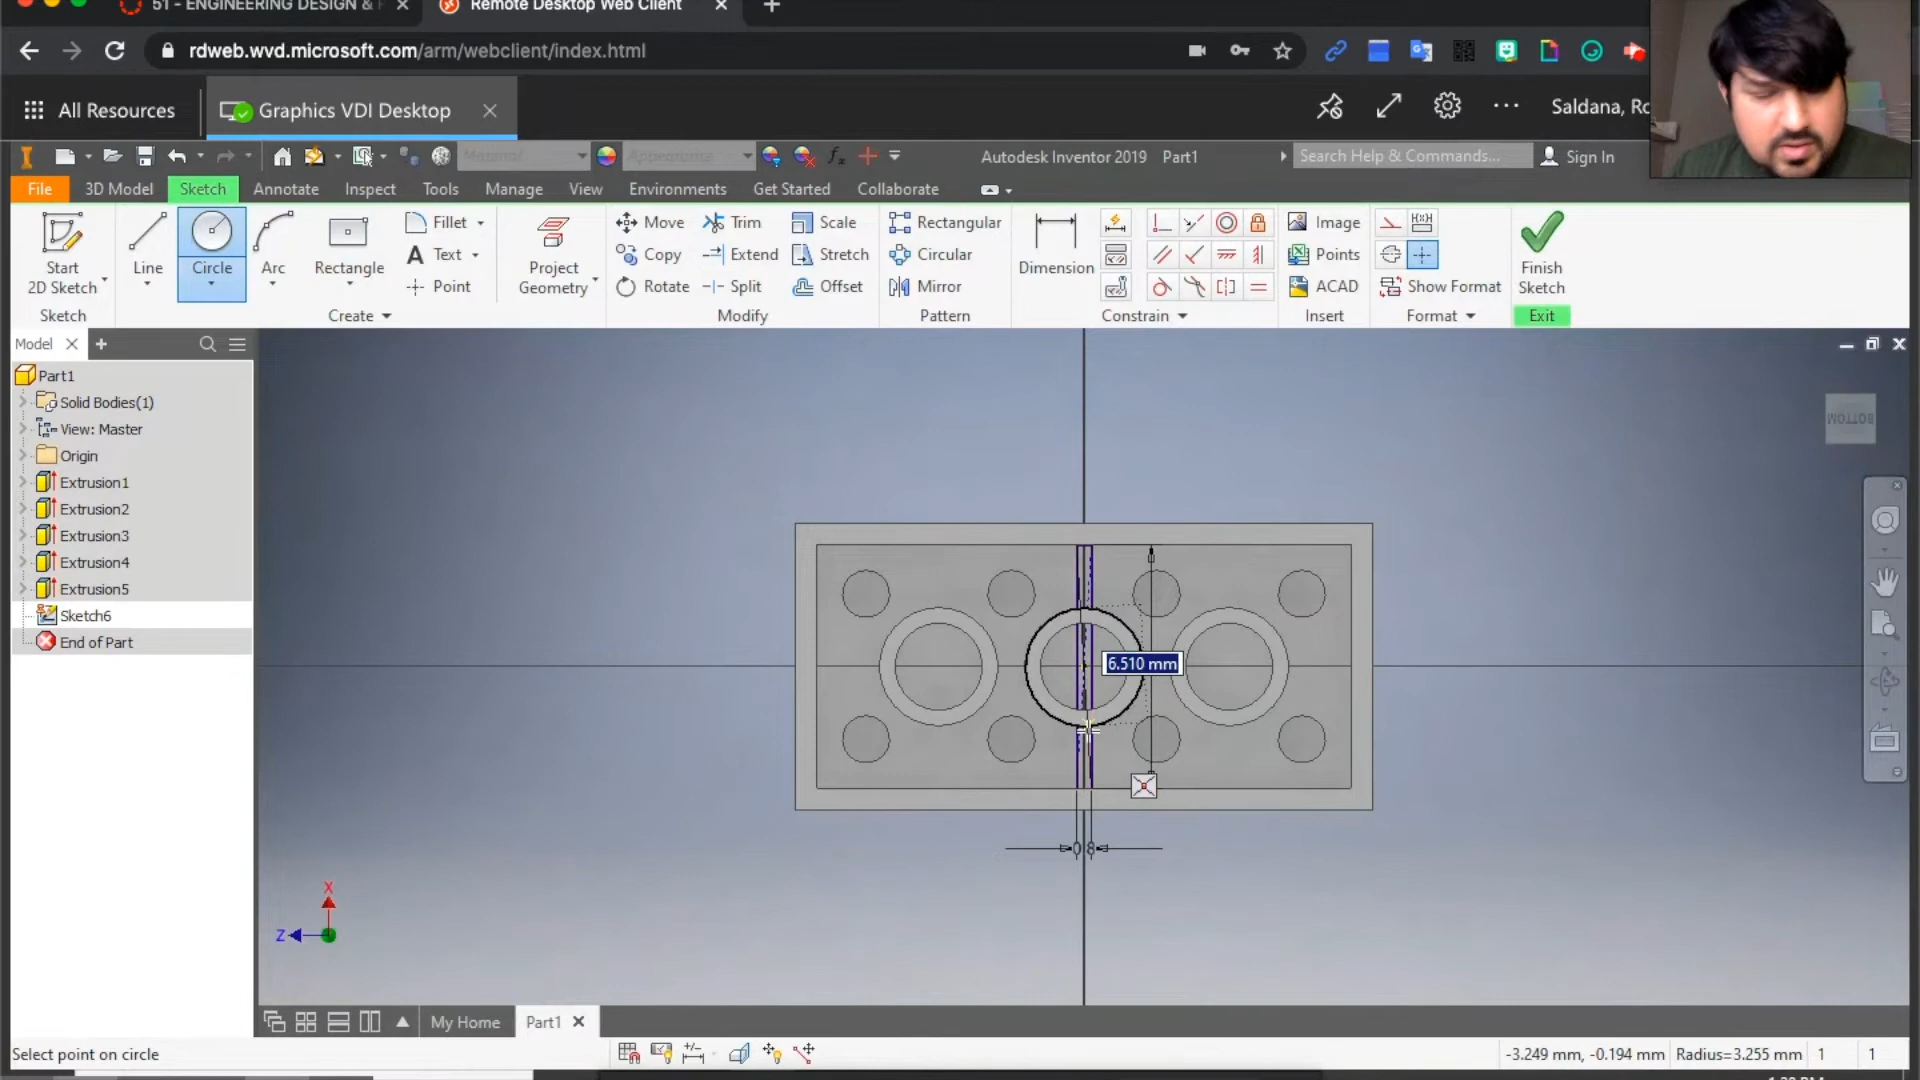 51 - ENGINEERING DESIGN &
Remote Desktop Web Client
rdweb.wvd.microsoft.com/arm/webclient/index.html
All Resources
Graphics VDI Desktop
Saldana, Ro
Material
Appearance
Autodesk Inventor 2019 Part1
Search Help & Commands...
Sign In
File 3D Model Sketch Annotate Inspect Tools Manage View Environments Get Started Collaborate
Start 2D Sketch
Line
Circle
Arc
Rectangle
Fillet
Text
Point
Project Geometry
Move
Copy
Rotate
Trim
Extend
Split
Scale
Stretch
Offset
Rectangular
Circular
Mirror
Dimension
Image
Points
ACAD
Show Format
Finish Sketch
Sketch Create Modify Pattern Constrain Insert Format Exit
Model
Part1
Solid Bodies(1)
View: Master
Origin
Extrusion1
Extrusion2
Extrusion3
Extrusion4
Extrusion5
Sketch6
End of Part
BOTTOM
6.510 mm
X
Z
My Home
Part1
Select point on circle
-3.249 mm, -0.194 mm Radius=3.255 mm 1 1